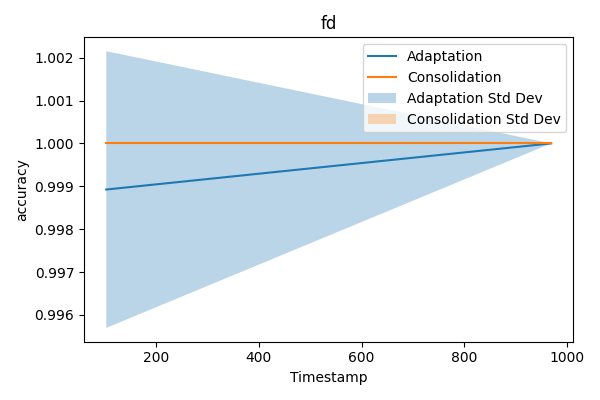 fd
1.002
1.001
1.000
0.999
0.998
0.997
0.996
accuracy
Adaptation
Consolidation
Adaptation Std Dev
Consolidation Std Dev
200
400
600
800
1000
Timestamp